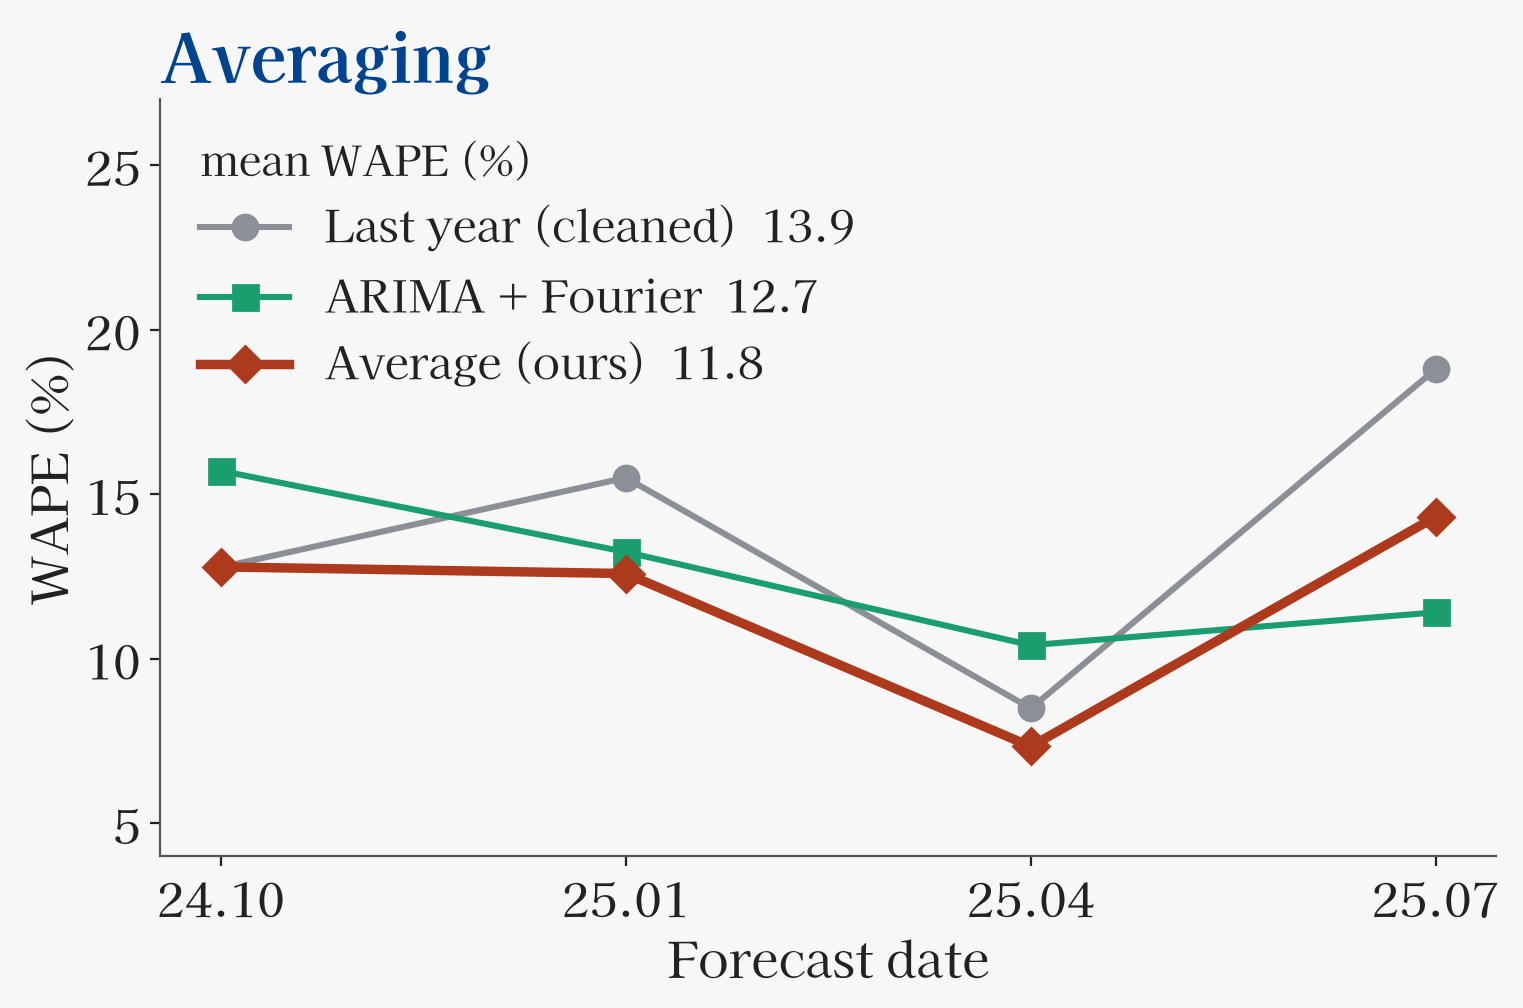 Averaging
mean WAPE (%)
Last year (cleaned) 13.9
ARIMA + Fourier 12.7
Average (ours) 11.8
WAPE (%)
25
20
15
10
5
24.10 25.01 25.04 25.07
Forecast date